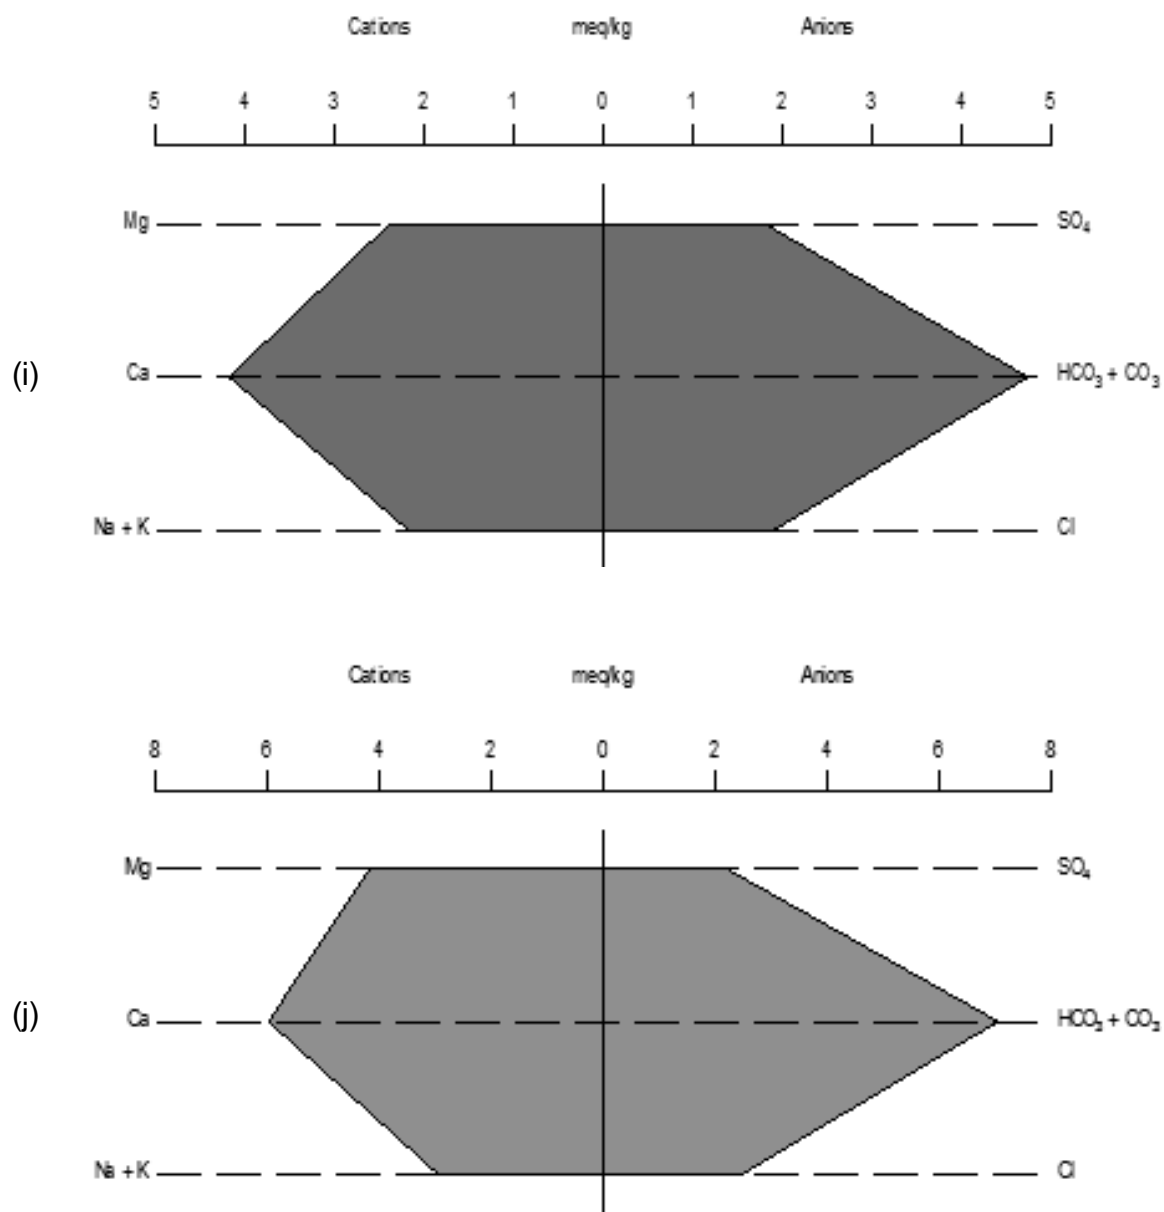 Cations meq/kg Anions
5 4 3 2 1 0 1 2 3 4 5
Mg SO₄
(i) Ca HCO₃ + CO₃
Na + K Cl
Cations meq/kg Anions
8 6 4 2 0 2 4 6 8
Mg SO₄
(j) Ca HCO₃ + CO₃
Na + K Cl